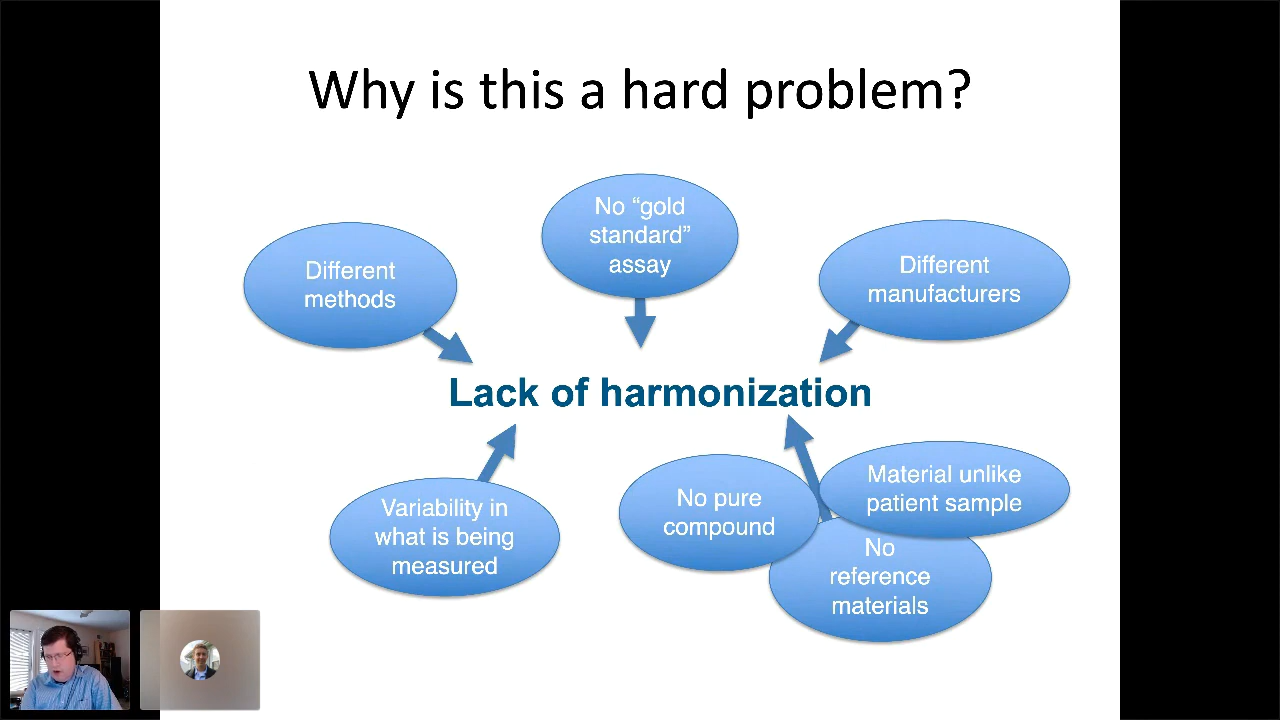 Why is this a hard problem?
No “gold
standard”
assay
Different
methods
Different
manufacturers
Lack of harmonization
Variability in
what is being
measured
No pure
compound
Material unlike
patient sample
No
reference
materials